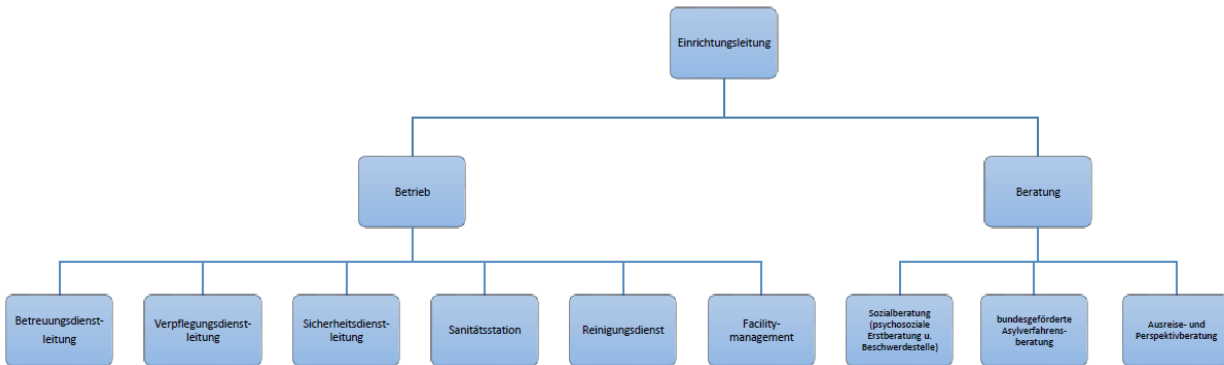 Einrichtungsleitung
Betrieb
Beratung
Betreuungsdienst-
leitung
Verpflegungsdienst-
leitung
Sicherheitsdienst-
leitung
Sanitätsstation
Reinigungsdienst
Facility-
management
Sozialberatung
(psychosoziale
Erstberatung u.
Beschwerdestelle)
bundesgeförderte
Asylverfahrens-
beratung
Ausreise- und
Perspektivberatung